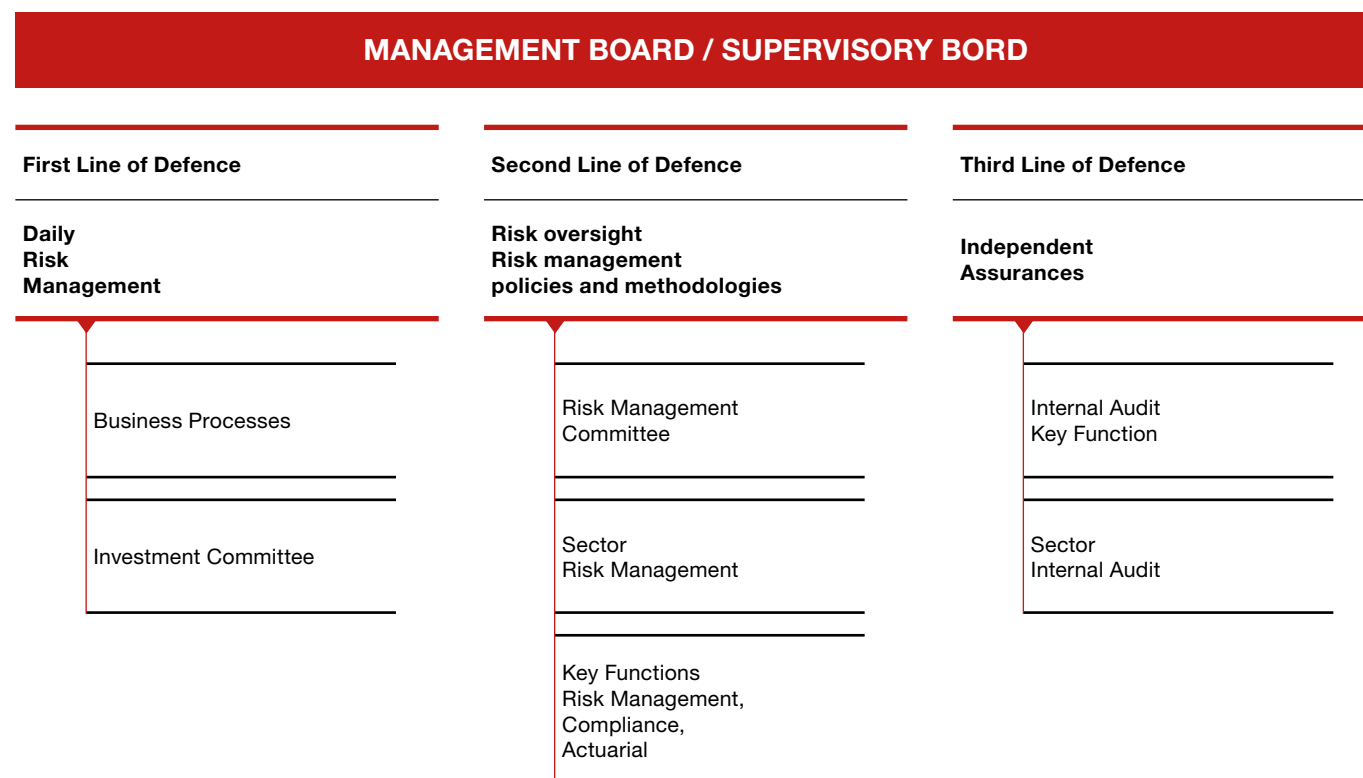 MANAGEMENT BOARD / SUPERVISORY BORD
First Line of Defence
Daily
Risk
Management
Business Processes
Investment Committee
Second Line of Defence
Risk oversight
Risk management
policies and methodologies
Risk Management
Committee
Sector
Risk Management
Key Functions
Risk Management,
Compliance,
Actuarial
Third Line of Defence
Independent
Assurances
Internal Audit
Key Function
Sector
Internal Audit